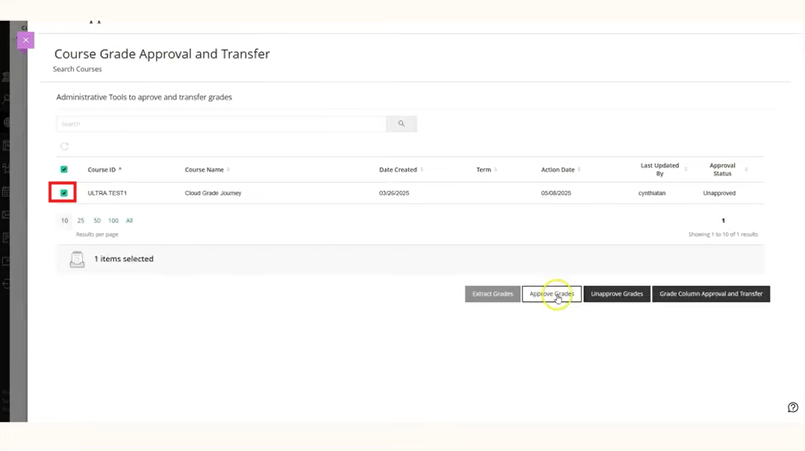 Course Grade Approval and Transfer
Search Courses
Administrative Tools to aprove and transfer grades
Search
Course ID Course Name Date Created Term Action Date Last Updated By Approval Status
ULTRA TEST1 Cloud Grade Journey 03/26/2025 05/08/2025 cynthiatan Unapproved
10 25 50 100 All 1
Results per page Showing 1 to 10 of 1 results
1 items selected
Extract Grades Approve Grades Unapprove Grades Grade Column Approval and Transfer